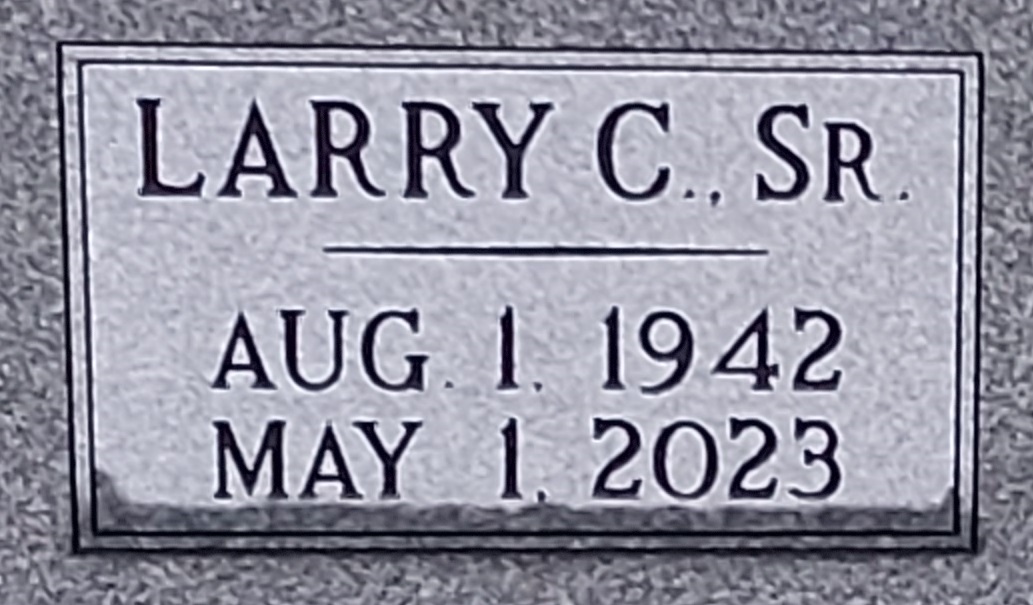 LARRY C., SR.
AUG. 1, 1942
MAY 1, 2023